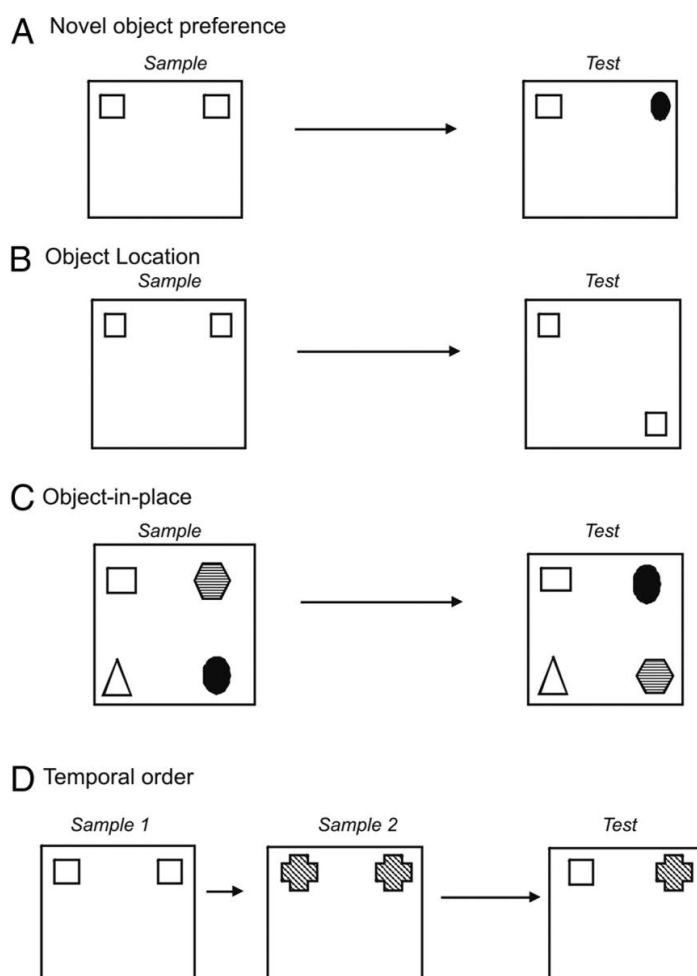 A Novel object preference
Sample Test
B Object Location
Sample Test
C Object-in-place
Sample Test
D Temporal order
Sample 1 Sample 2 Test